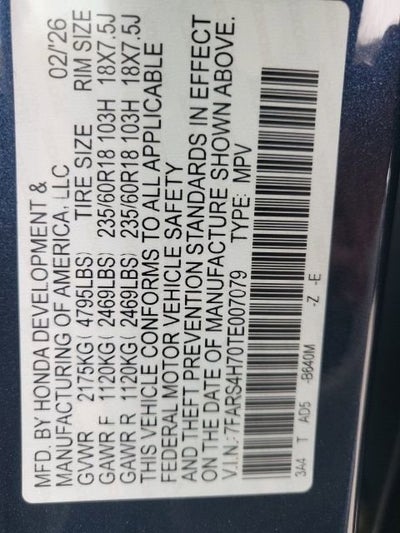 MFD. BY HONDA DEVELOPMENT &
MANUFACTURING OF AMERICA, LLC 02/'26
GVWR 2175KG( 4795LBS) TIRE SIZE RIM SIZE
GAWR F 1120KG( 2469LBS) 235/60R18 103H 18X7.5J
GAWR R 1120KG( 2469LBS) 235/60R18 103H 18X7.5J
THIS VEHICLE CONFORMS TO ALL APPLICABLE
FEDERAL MOTOR VEHICLE SAFETY
AND THEFT PREVENTION STANDARDS IN EFFECT
ON THE DATE OF MANUFACTURE SHOWN ABOVE.
V.I.N.:7FARS4H70TE007079 TYPE: MPV
3A4 T AD5 -B640M -Z -E